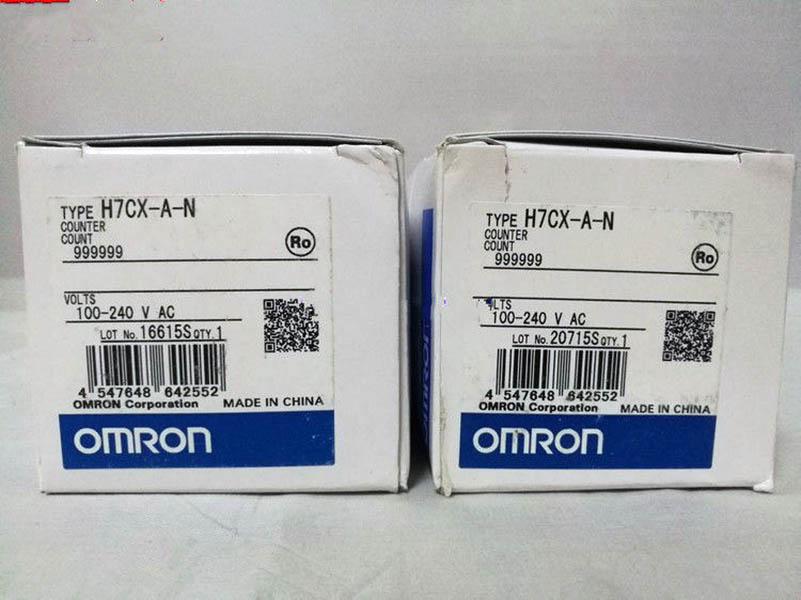 TYPE H7CX-A-N
COUNTER
COUNT
999999
Ro
VOLTS
100-240 V AC
LOT No. 16615S QTY. 1
4 547648 642552
OMRON Corporation MADE IN CHINA
OMRON
TYPE H7CX-A-N
COUNTER
COUNT
999999
Ro
LTS
100-240 V AC
LOT No. 20715S QTY. 1
4 547648 642552
OMRON Corporation MADE IN CHINA
OMRON
OMRON